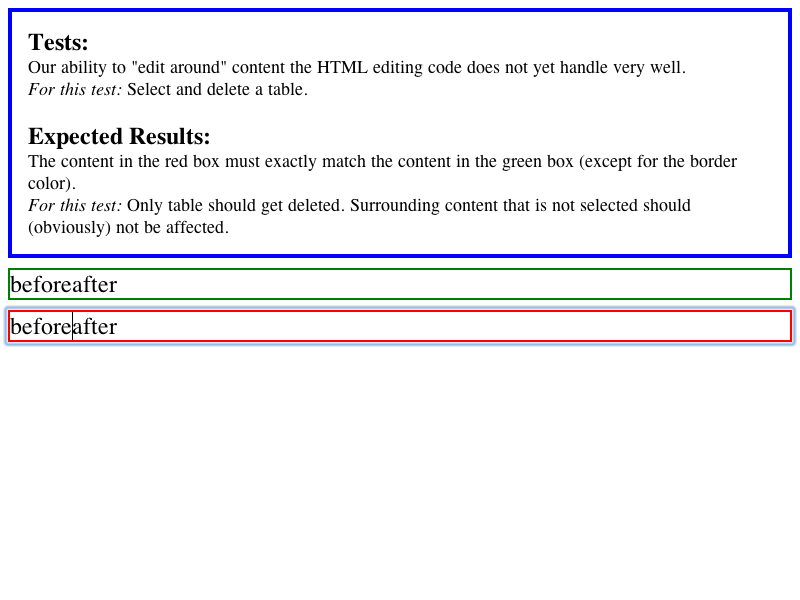 Tests:
Our ability to "edit around" content the HTML editing code does not yet handle very well.
For this test: Select and delete a table.
Expected Results:
The content in the red box must exactly match the content in the green box (except for the border
color).
For this test: Only table should get deleted. Surrounding content that is not selected should
(obviously) not be affected.
beforeafter
beforeafter